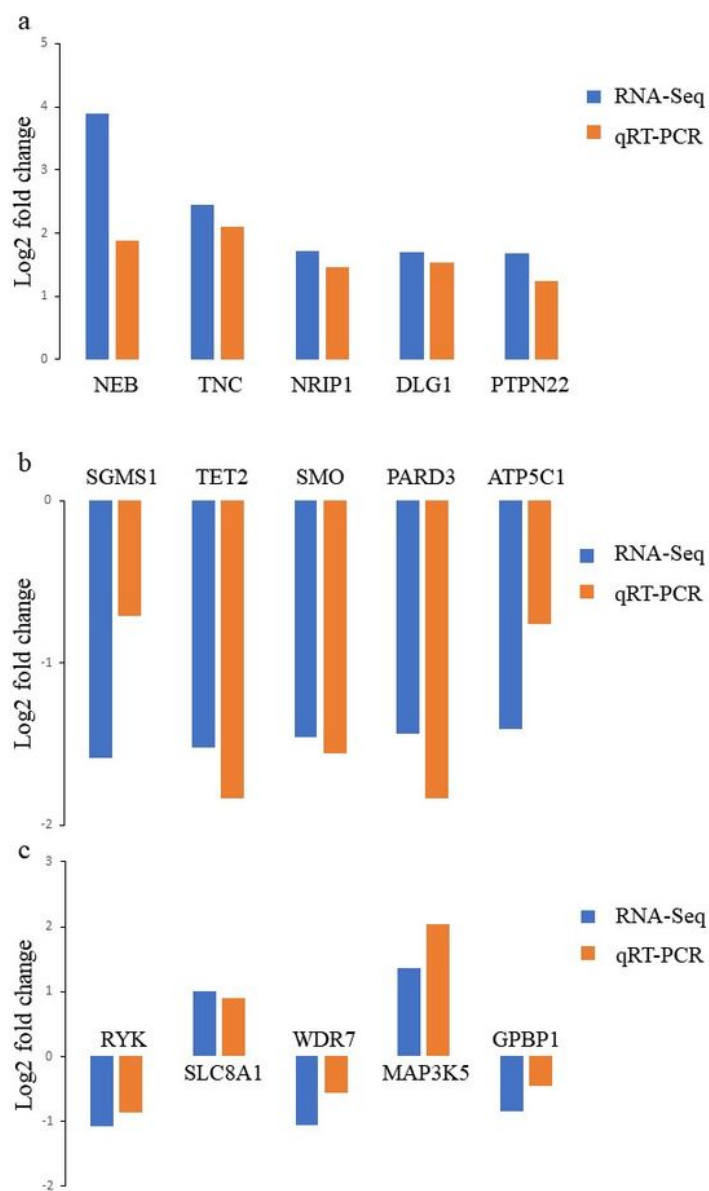 a
5
4
3
2
1
0
Log2 fold change
RNA-Seq
qRT-PCR
NEB TNC NRIP1 DLG1 PTPN22
b
SGMS1 TET2 SMO PARD3 ATP5C1
0
-1
-2
Log2 fold change
RNA-Seq
qRT-PCR
c
3
2
1
0
-1
-2
Log2 fold change
RNA-Seq
qRT-PCR
RYK WDR7 GPBP1
SLC8A1 MAP3K5